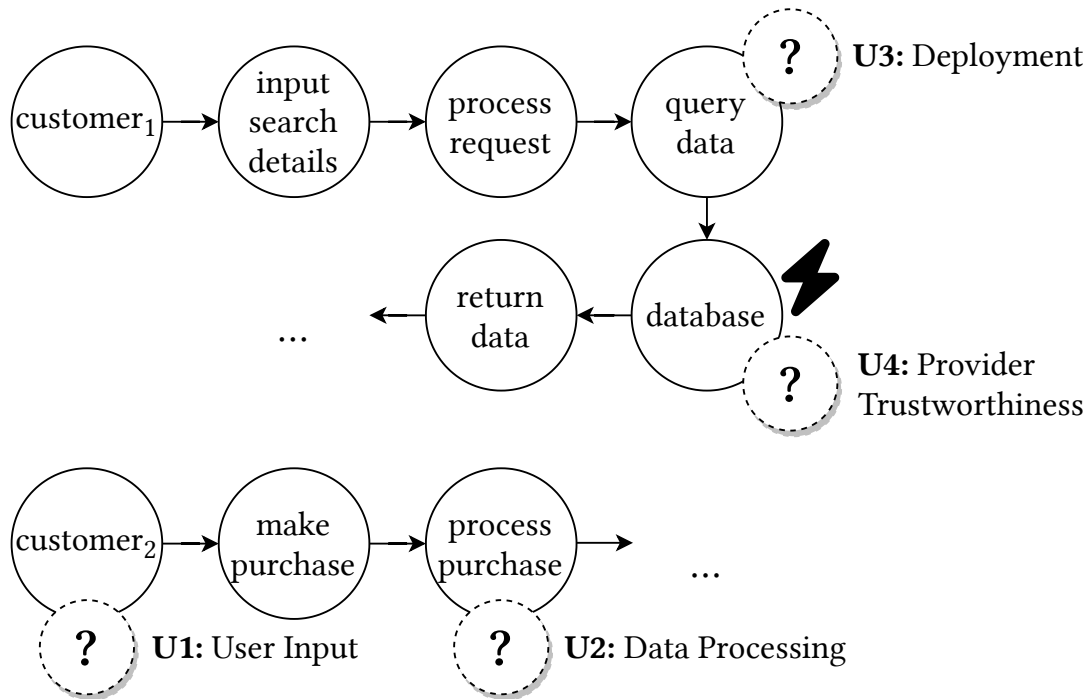 customer₁
input
search
details
process
request
query
data
?
U3: Deployment
...
return
data
database
?
U4: Provider
Trustworthiness
customer₂
make
purchase
process
purchase
...
?
U1: User Input
?
U2: Data Processing